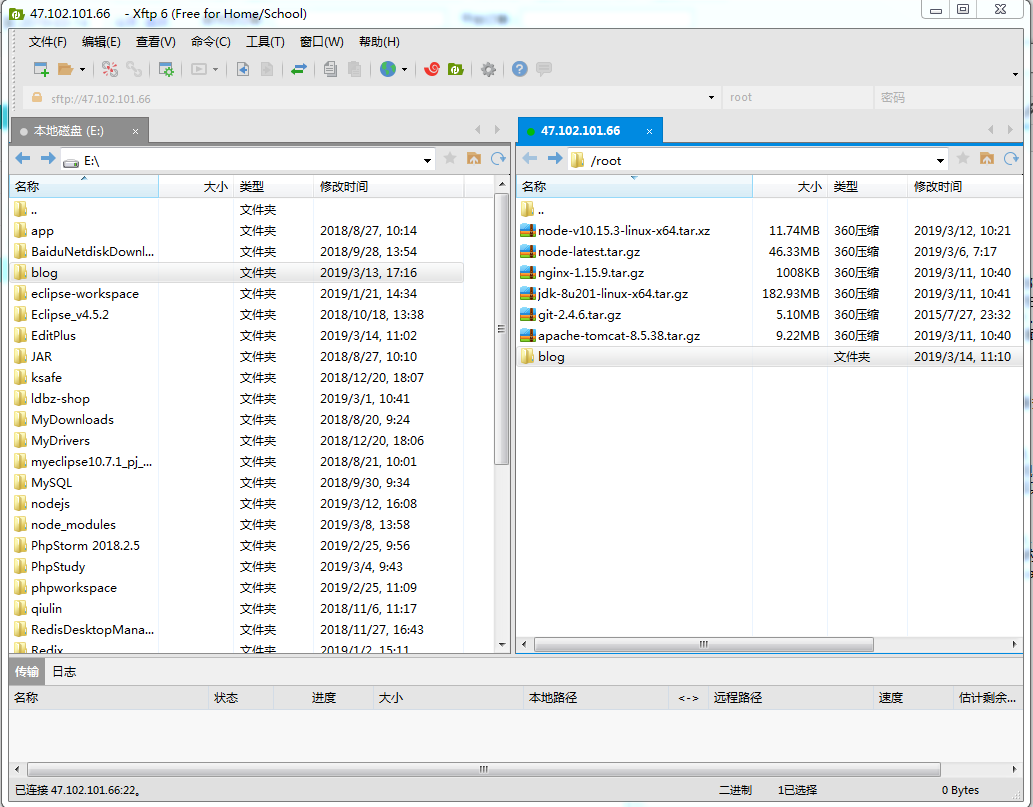 47.102.101.66 - Xftp 6 (Free for Home/School)
文件(F) 编辑(E) 查看(V) 命令(C) 工具(T) 窗口(W) 帮助(H)
sftp://47.102.101.66 root 密码
本地磁盘 (E:) × 47.102.101.66 ×
E:\ /root
名称 大小 类型 修改时间
.. 文件夹
app 文件夹 2018/8/27, 10:14
BaiduNetdiskDownl... 文件夹 2018/9/28, 13:54
blog 文件夹 2019/3/13, 17:16
eclipse-workspace 文件夹 2019/1/21, 14:34
Eclipse_v4.5.2 文件夹 2018/10/18, 13:38
EditPlus 文件夹 2019/3/14, 11:02
JAR 文件夹 2018/8/27, 10:10
ksafe 文件夹 2018/12/20, 18:07
ldbz-shop 文件夹 2019/3/1, 10:41
MyDownloads 文件夹 2018/8/20, 9:24
MyDrivers 文件夹 2018/12/20, 18:06
myeclipse10.7.1_pj_... 文件夹 2018/8/21, 10:01
MySQL 文件夹 2018/9/30, 9:34
nodejs 文件夹 2019/3/12, 16:08
node_modules 文件夹 2019/3/8, 13:58
PhpStorm 2018.2.5 文件夹 2019/2/25, 9:56
PhpStudy 文件夹 2019/3/4, 9:43
phpworkspace 文件夹 2019/2/25, 11:09
qiulin 文件夹 2018/11/6, 11:17
RedisDesktopMana... 文件夹 2018/11/27, 16:43
Redix 文件夹 2019/1/2, 15:11
名称 大小 类型 修改时间
..
node-v10.15.3-linux-x64.tar.xz 11.74MB 360压缩 2019/3/12, 10:21
node-latest.tar.gz 46.33MB 360压缩 2019/3/6, 7:17
nginx-1.15.9.tar.gz 1008KB 360压缩 2019/3/11, 10:40
jdk-8u201-linux-x64.tar.gz 182.93MB 360压缩 2019/3/11, 10:41
git-2.4.6.tar.gz 5.10MB 360压缩 2015/7/27, 23:32
apache-tomcat-8.5.38.tar.gz 9.22MB 360压缩 2019/3/11, 10:40
blog 文件夹 2019/3/14, 11:10
传输 日志
名称 状态 进度 大小 本地路径 <-> 远程路径 速度 估计剩余...
已连接 47.102.101.66:22。 二进制 1已选择 0 Bytes